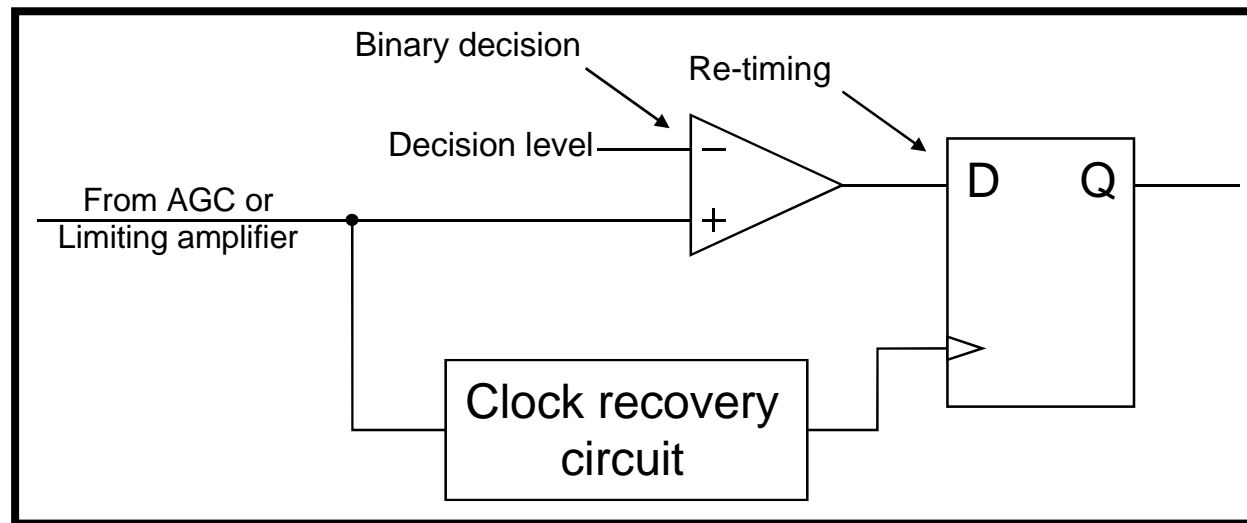 Binary decision
Re-timing
Decision level
−
D
Q
From AGC or
Limiting amplifier
+
Clock recovery
circuit